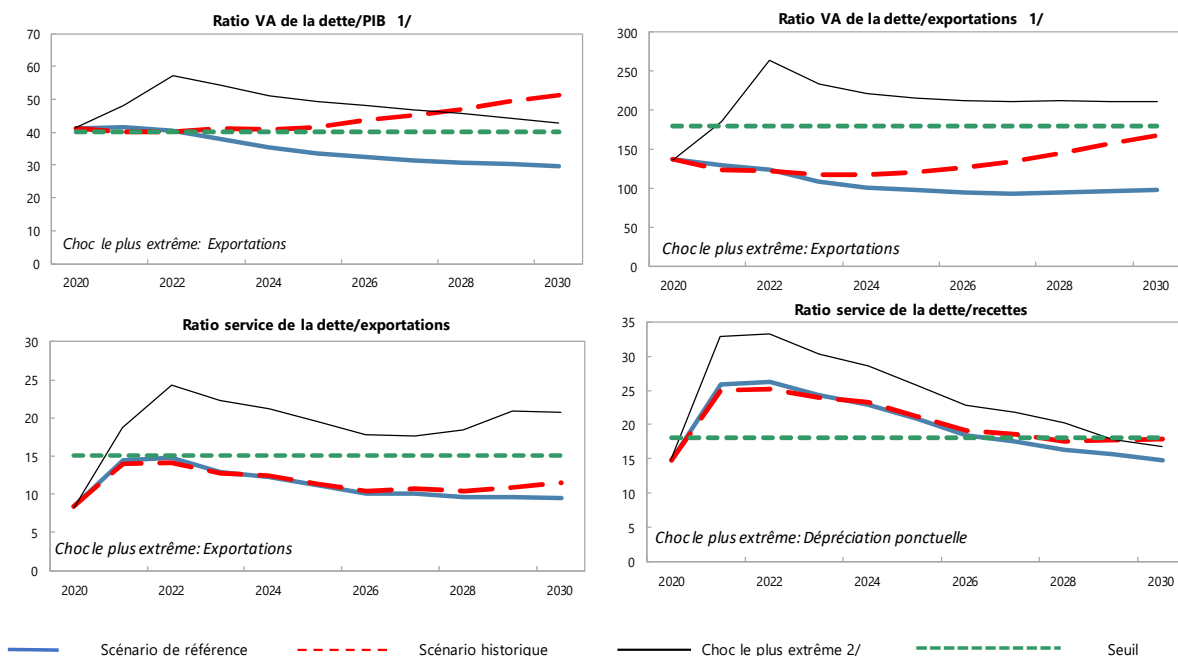 Ratio VA de la dette/PIB 1/
70
60
50
40
30
20
10
0
Choc le plus extrême: Exportations
2020 2022 2024 2026 2028 2030
Ratio VA de la dette/exportations 1/
300
250
200
150
100
50
0
Choc le plus extrême: Exportations
2020 2022 2024 2026 2028 2030
Ratio service de la dette/exportations
30
25
20
15
10
5
0
Choc le plus extrême: Exportations
2020 2022 2024 2026 2028 2030
Ratio service de la dette/recettes
35
30
25
20
15
10
5
0
Choc le plus extrême: Dépréciation ponctuelle
2020 2022 2024 2026 2028 2030
Scénario de référence Scénario historique Choc le plus extrême 2/ Seuil